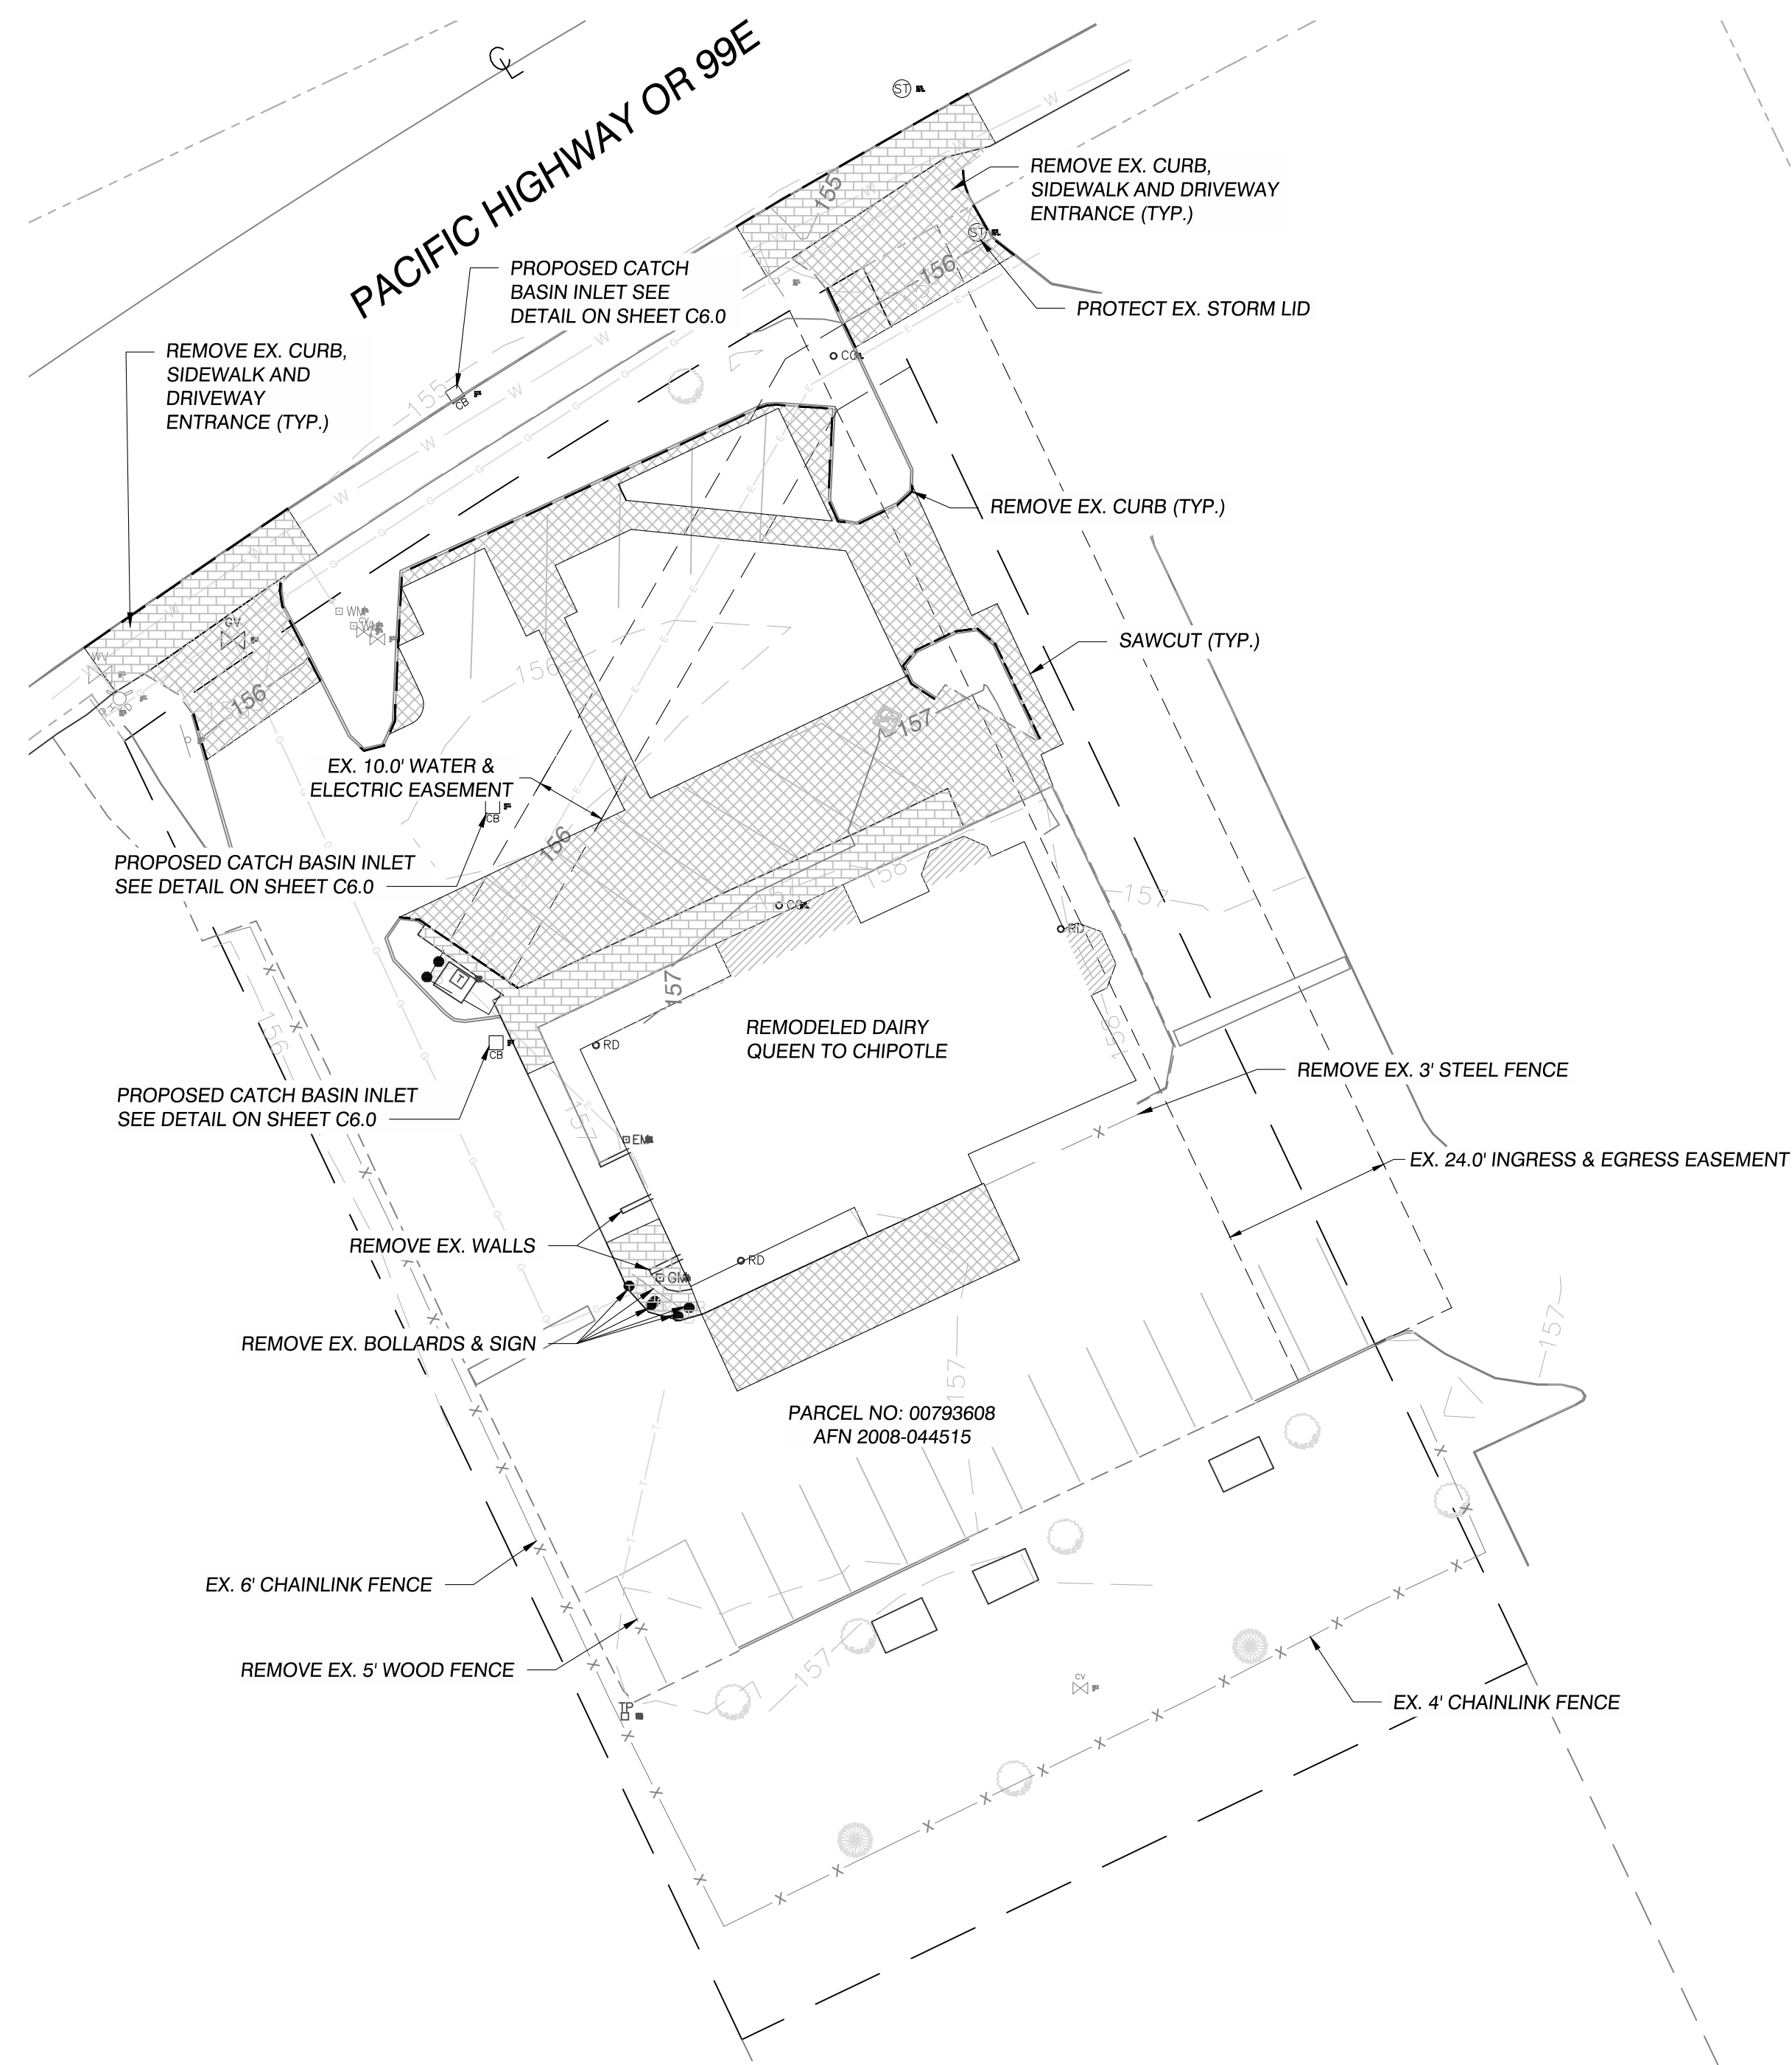 CL
PACIFIC HIGHWAY OR 99E
ST
W
REMOVE EX. CURB,
SIDEWALK AND DRIVEWAY
ENTRANCE (TYP.)
155
ST
156
PROTECT EX. STORM LID
PROPOSED CATCH
BASIN INLET SEE
DETAIL ON SHEET C6.0
REMOVE EX. CURB,
SIDEWALK AND
DRIVEWAY
ENTRANCE (TYP.)
155
CB
REMOVE EX. CURB (TYP.)
SAWCUT (TYP.)
GV
WV
WM
156
156
157
EX. 10.0' WATER &
ELECTRIC EASEMENT
CB
156
PROPOSED CATCH BASIN INLET
SEE DETAIL ON SHEET C6.0
158
157
RD
T
157
156
REMODELED DAIRY
QUEEN TO CHIPOTLE
RD
CB
158
REMOVE EX. 3' STEEL FENCE
PROPOSED CATCH BASIN INLET
SEE DETAIL ON SHEET C6.0
157
EM
EX. 24.0' INGRESS & EGRESS EASEMENT
REMOVE EX. WALLS
RD
GM
REMOVE EX. BOLLARDS & SIGN
157
157
PARCEL NO: 00793608
AFN 2008-044515
EX. 6' CHAINLINK FENCE
REMOVE EX. 5' WOOD FENCE
157
CV
TP
EX. 4' CHAINLINK FENCE